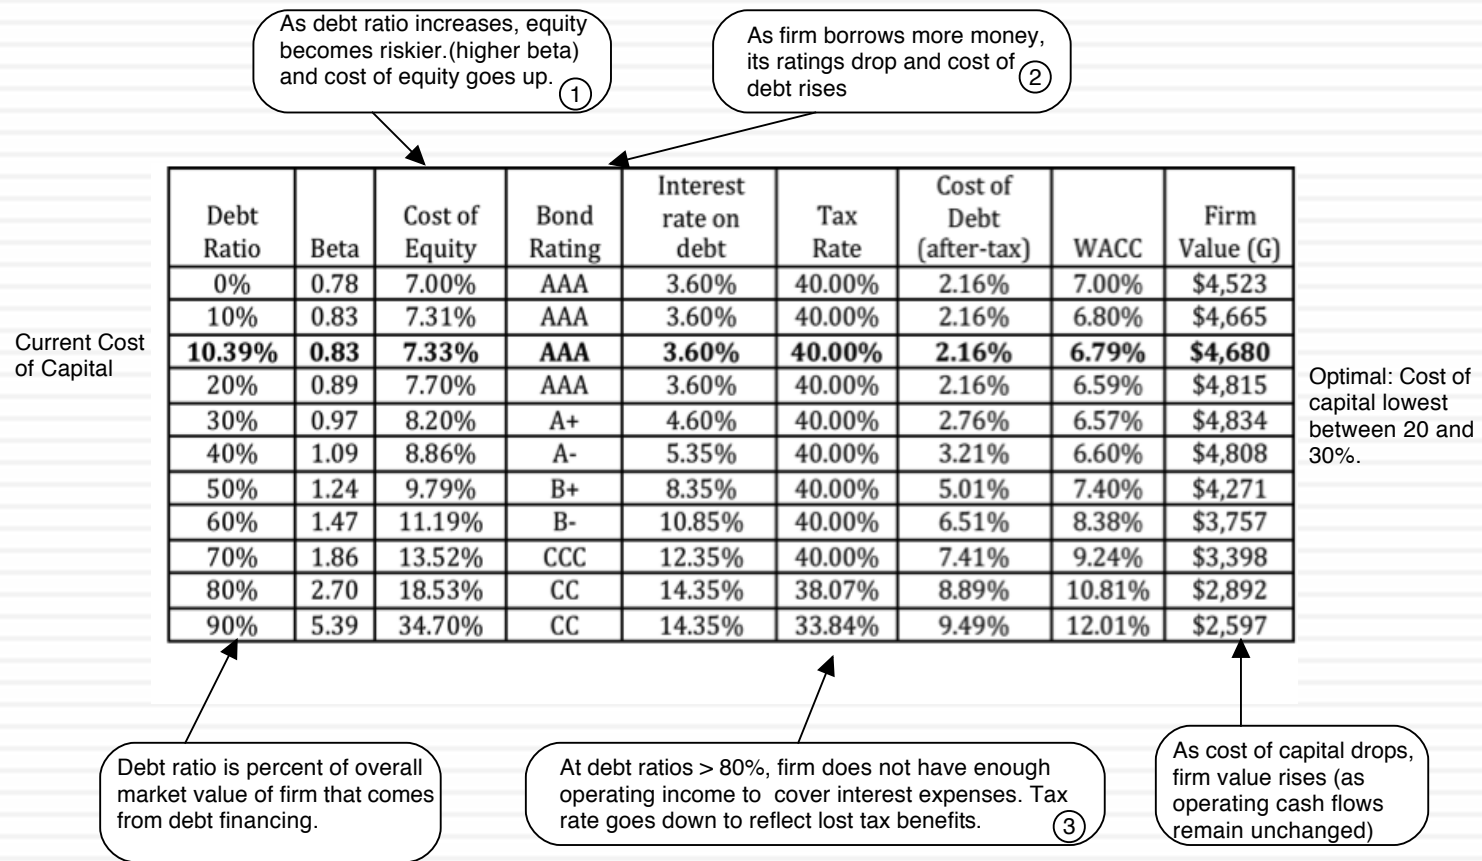 As debt ratio increases, equity
becomes riskier.(higher beta)
and cost of equity goes up.
1
As firm borrows more money,
its ratings drop and cost of
debt rises
2
Debt Ratio Beta Cost of Equity Bond Rating Interest rate on debt Tax Rate Cost of Debt (after-tax) WACC Firm Value (G)
0% 0.78 7.00% AAA 3.60% 40.00% 2.16% 7.00% $4,523
10% 0.83 7.31% AAA 3.60% 40.00% 2.16% 6.80% $4,665
Current Cost
of Capital
10.39% 0.83 7.33% AAA 3.60% 40.00% 2.16% 6.79% $4,680
20% 0.89 7.70% AAA 3.60% 40.00% 2.16% 6.59% $4,815
30% 0.97 8.20% A+ 4.60% 40.00% 2.76% 6.57% $4,834
40% 1.09 8.86% A- 5.35% 40.00% 3.21% 6.60% $4,808
50% 1.24 9.79% B+ 8.35% 40.00% 5.01% 7.40% $4,271
60% 1.47 11.19% B- 10.85% 40.00% 6.51% 8.38% $3,757
70% 1.86 13.52% CCC 12.35% 40.00% 7.41% 9.24% $3,398
80% 2.70 18.53% CC 14.35% 38.07% 8.89% 10.81% $2,892
90% 5.39 34.70% CC 14.35% 33.84% 9.49% 12.01% $2,597
Optimal: Cost of
capital lowest
between 20 and
30%.
Debt ratio is percent of overall
market value of firm that comes
from debt financing.
At debt ratios > 80%, firm does not have enough
operating income to cover interest expenses. Tax
rate goes down to reflect lost tax benefits.
3
As cost of capital drops,
firm value rises (as
operating cash flows
remain unchanged)